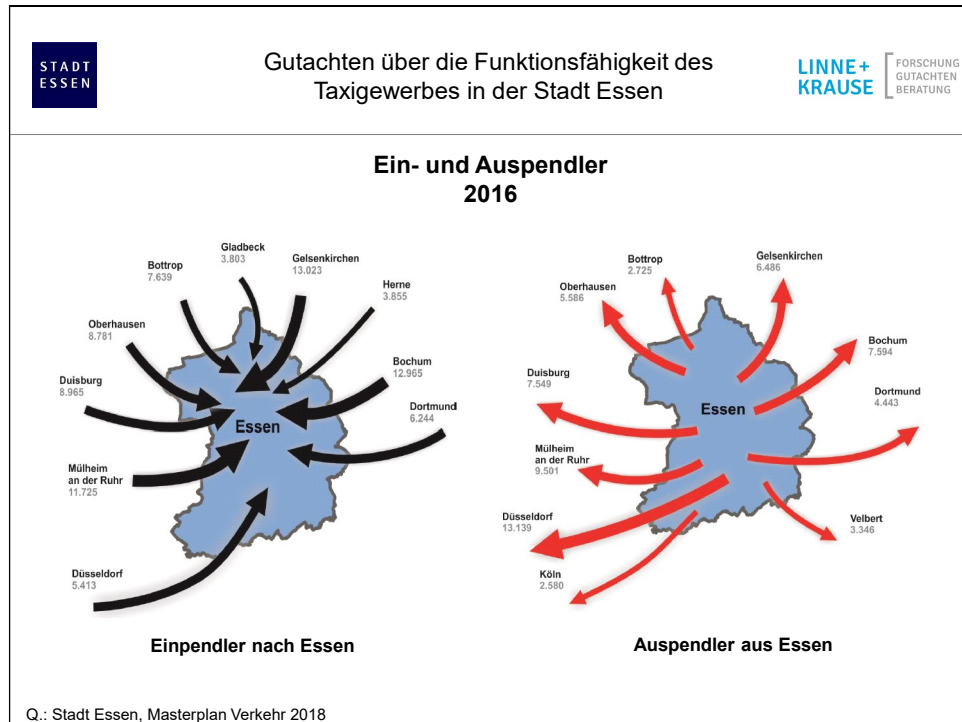 STADT
ESSEN
Gutachten über die Funktionsfähigkeit des
Taxigewerbes in der Stadt Essen
LINNE+
KRAUSE
FORSCHUNG
GUTACHTEN
BERATUNG
Ein- und Auspendler
2016
Gladbeck
3.803
Bottrop
7.639
Gelsenkirchen
13.023
Herne
3.855
Oberhausen
8.781
Bochum
12.965
Duisburg
8.965
Dortmund
6.244
Essen
Mülheim
an der Ruhr
11.725
Düsseldorf
5.413
Einpendler nach Essen
Bottrop
2.725
Gelsenkirchen
6.486
Oberhausen
5.586
Bochum
7.594
Duisburg
7.549
Dortmund
4.443
Essen
Mülheim
an der Ruhr
9.501
Düsseldorf
13.139
Velbert
3.346
Köln
2.580
Auspendler aus Essen
Q.: Stadt Essen, Masterplan Verkehr 2018